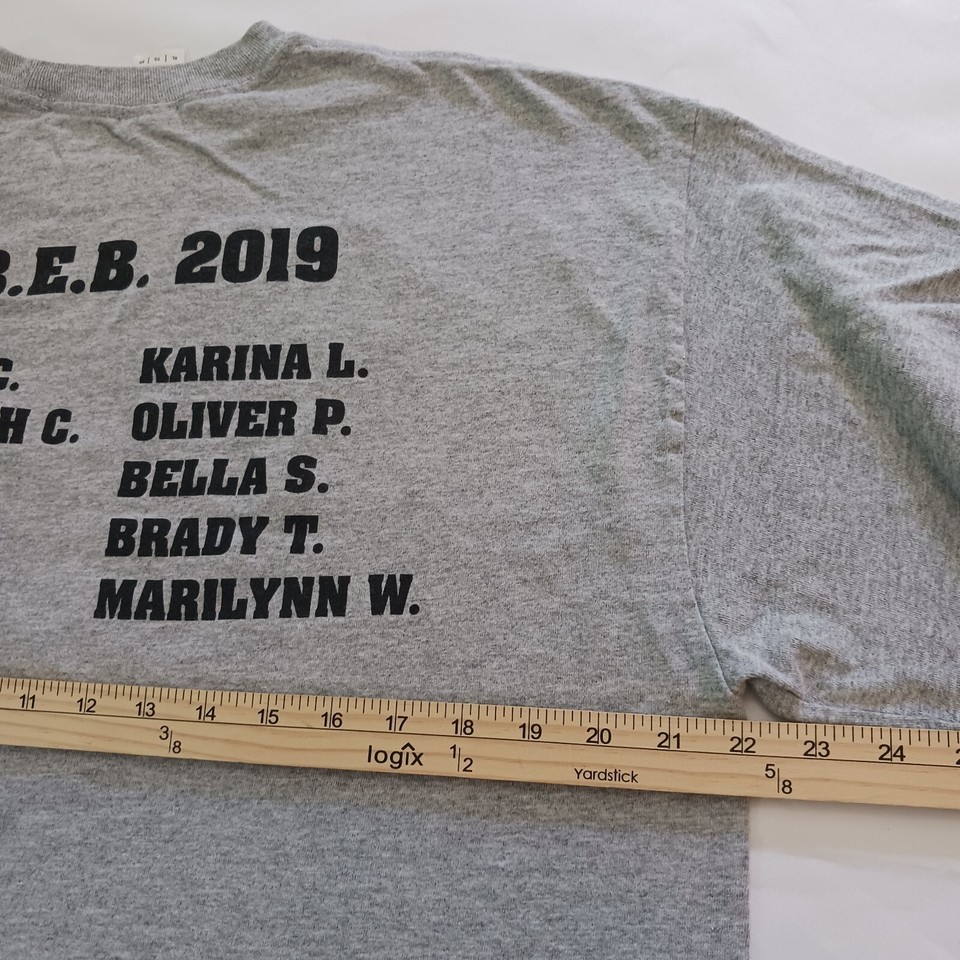 B.E.B. 2019
C. KARINA L.
H C. OLIVER P.
BELLA S.
BRADY T.
MARILYNN W.
11 12 13 14 15 16 17 18 19 20 21 22 23 24 2
3/8 logix 1/2 Yardstick 5/8